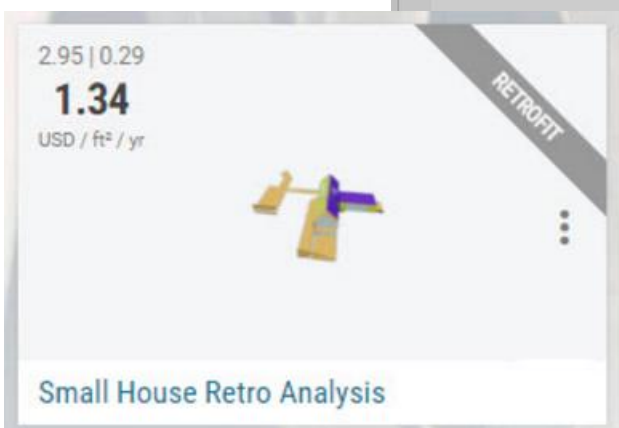 2.95 | 0.29
1.34
USD / ft² / yr
RETROFIT
Small House Retro Analysis